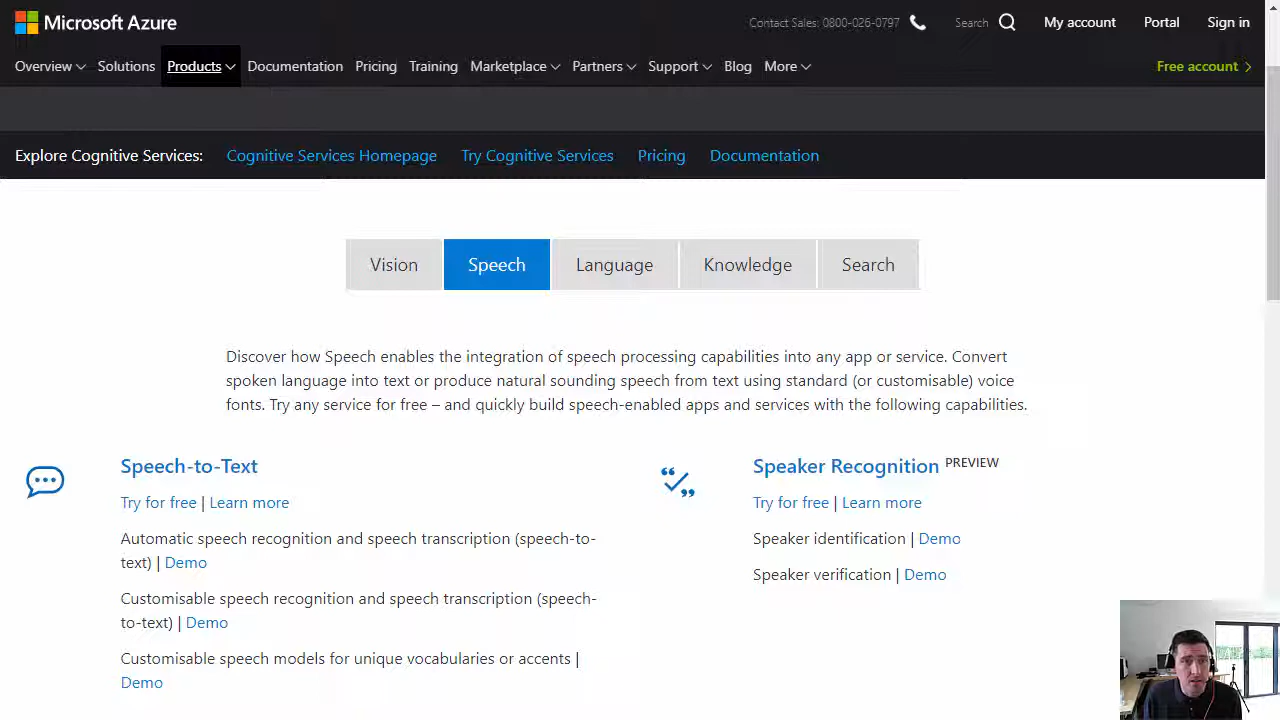 Microsoft Azure
Contact Sales: 0800-026-0797
Search
My account
Portal
Sign in
Overview
Solutions
Products
Documentation
Pricing
Training
Marketplace
Partners
Support
Blog
More
Free account
Explore Cognitive Services:
Cognitive Services Homepage
Try Cognitive Services
Pricing
Documentation
Vision
Speech
Language
Knowledge
Search
Discover how Speech enables the integration of speech processing capabilities into any app or service. Convert
spoken language into text or produce natural sounding speech from text using standard (or customisable) voice
fonts. Try any service for free – and quickly build speech-enabled apps and services with the following capabilities.
Speech-to-Text
Try for free | Learn more
Automatic speech recognition and speech transcription (speech-to-
text) | Demo
Customisable speech recognition and speech transcription (speech-
to-text) | Demo
Customisable speech models for unique vocabularies or accents |
Demo
Speaker Recognition PREVIEW
Try for free | Learn more
Speaker identification | Demo
Speaker verification | Demo